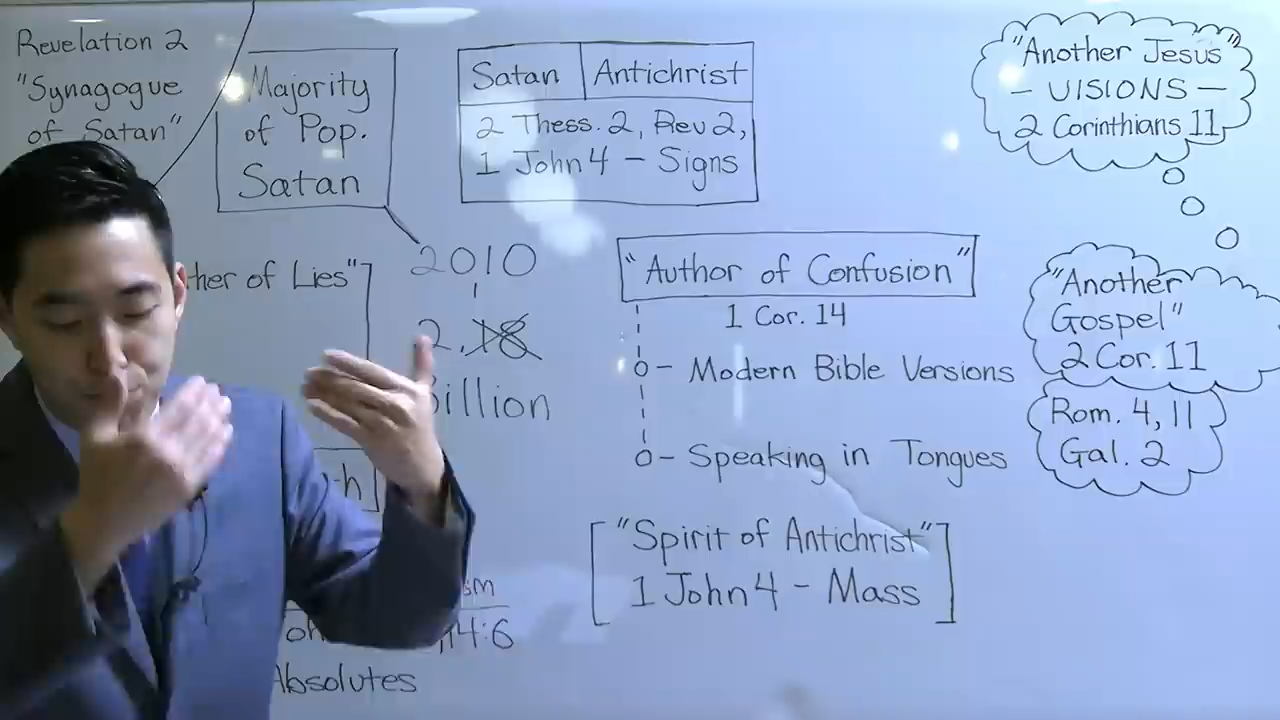 Revelation 2
"Synagogue
of Satan"
Majority
of Pop.
Satan
Satan Antichrist
2 Thess. 2, Rev 2,
1 John 4 - Signs
"Another Jesus"
- VISIONS -
2 Corinthians 11
of Lies"
2010
2.18
"Author of Confusion"
1 Cor. 14
- Modern Bible Versions
- Speaking in Tongues
"Another
Gospel"
2 Cor. 11
Rom. 4, 11
Gal. 2
"Spirit of Antichrist"
1 John 4 - Mass
Absolutes